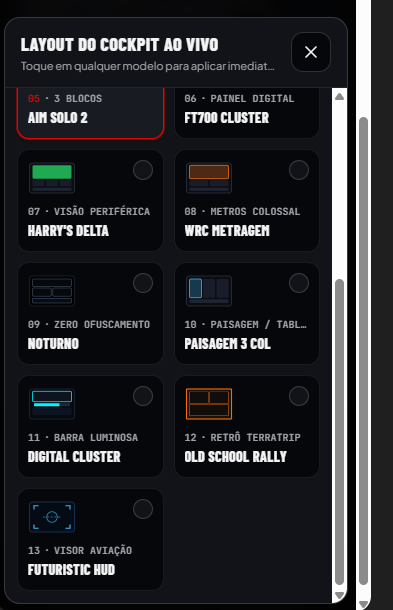 LAYOUT DO COCKPIT AO VIVO
Toque em qualquer modelo para aplicar imediat…
05 · 3 BLOCOS
AIM SOLO 2
06 · PAINEL DIGITAL
FT700 CLUSTER
07 · VISÃO PERIFÉRICA
HARRY'S DELTA
08 · METROS COLOSSAL
WRC METRAGEM
09 · ZERO OFUSCAMENTO
NOTURNO
10 · PAISAGEM / TABL…
PAISAGEM 3 COL
11 · BARRA LUMINOSA
DIGITAL CLUSTER
12 · RETRÔ TERRATRIP
OLD SCHOOL RALLY
13 · VISOR AVIAÇÃO
FUTURISTIC HUD